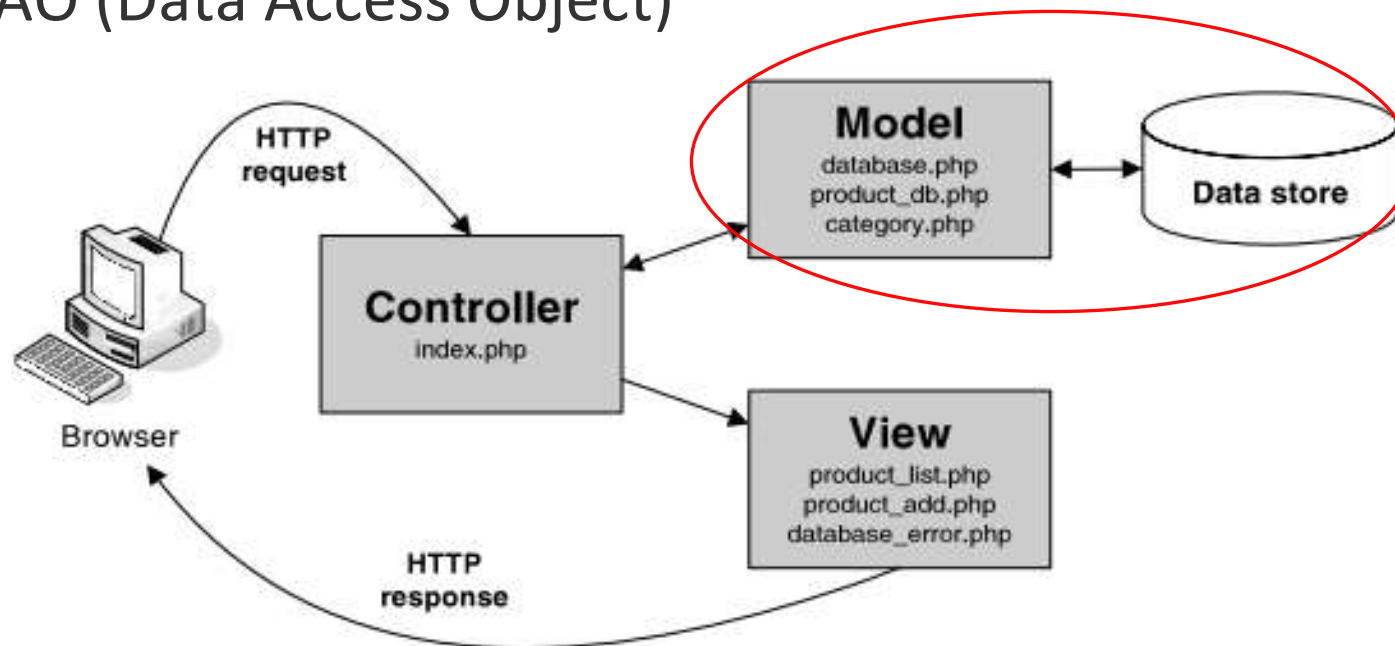 AO (Data Access Object)
HTTP
request
Model
database.php
product_db.php
category.php
Data store
Controller
index.php
Browser
View
product_list.php
product_add.php
database_error.php
HTTP
response